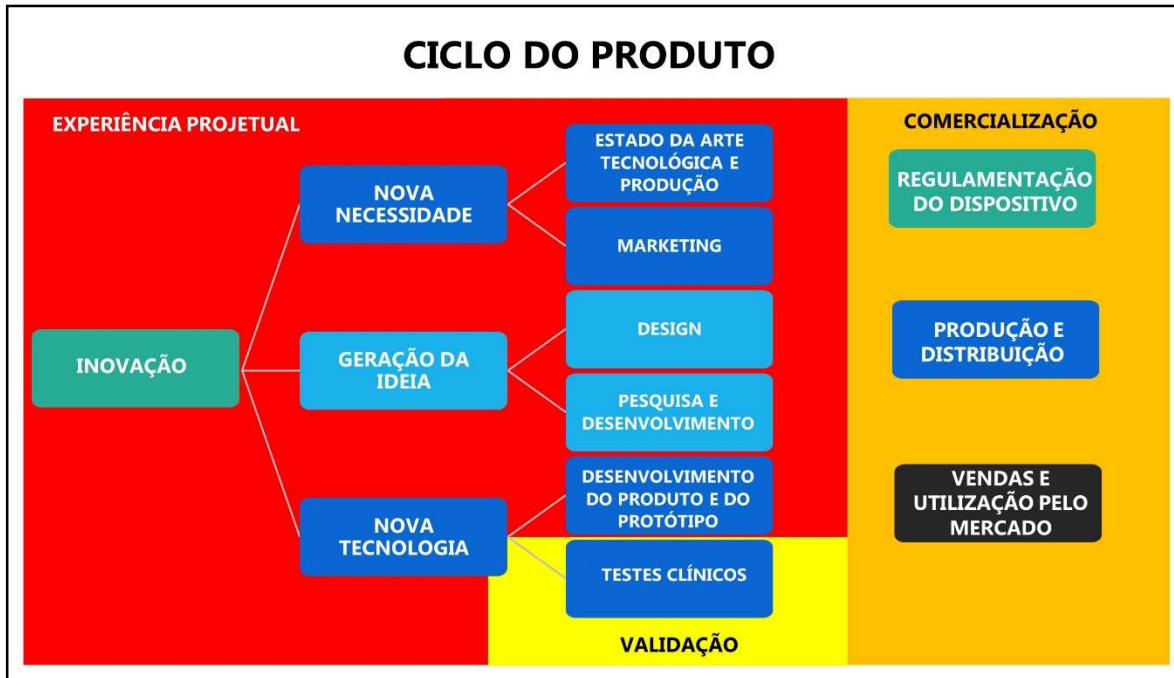 CICLO DO PRODUTO
EXPERIÊNCIA PROJETUAL
INOVAÇÃO
NOVA
NECESSIDADE
GERAÇÃO DA
IDEIA
NOVA
TECNOLOGIA
ESTADO DA ARTE
TECNOLÓGICA E
PRODUÇÃO
MARKETING
DESIGN
PESQUISA E
DESENVOLVIMENTO
DESENVOLVIMENTO
DO PRODUTO E DO
PROTÓTIPO
TESTES CLÍNICOS
VALIDAÇÃO
COMERCIALIZAÇÃO
REGULAMENTAÇÃO
DO DISPOSITIVO
PRODUÇÃO E
DISTRIBUIÇÃO
VENDAS E
UTILIZAÇÃO PELO
MERCADO